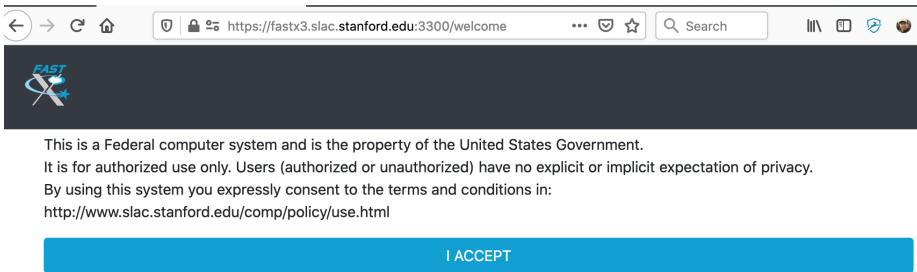 https://fastx3.slac.stanford.edu:3300/welcome
Search
FAST
X
This is a Federal computer system and is the property of the United States Government.
It is for authorized use only. Users (authorized or unauthorized) have no explicit or implicit expectation of privacy.
By using this system you expressly consent to the terms and conditions in:
http://www.slac.stanford.edu/comp/policy/use.html
I ACCEPT